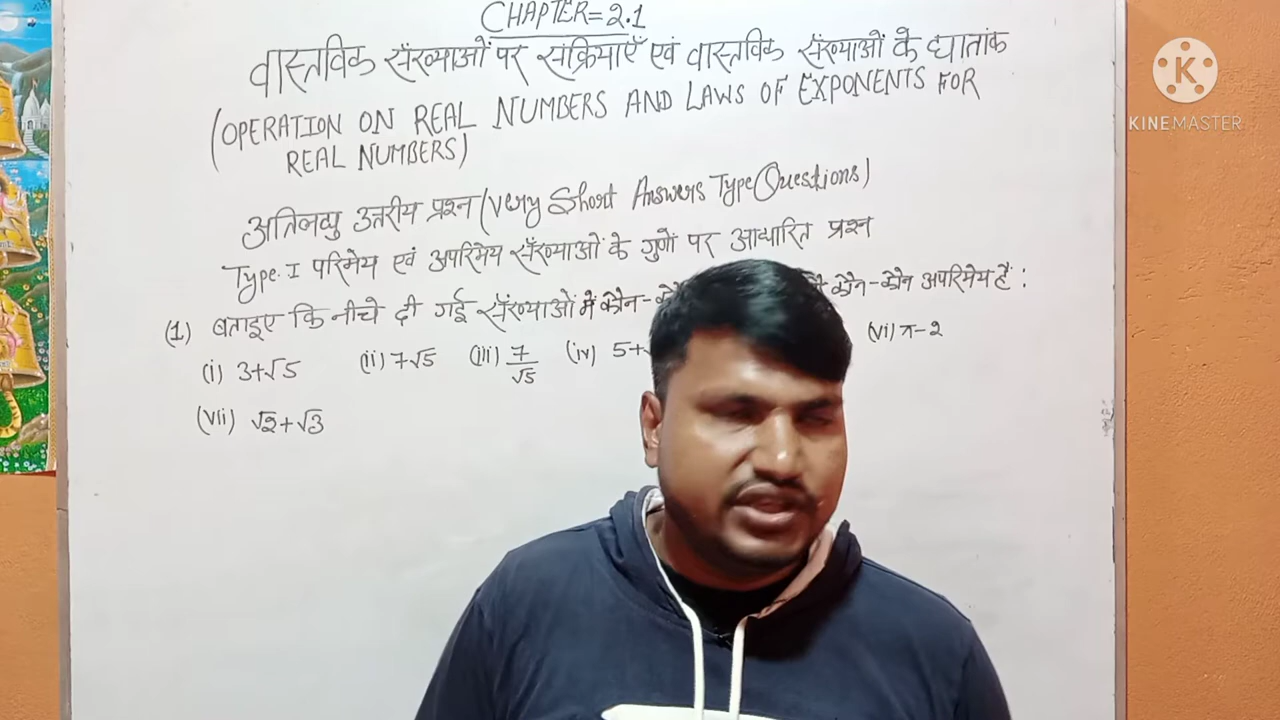 CHAPTER=2.1
वास्तविक संख्याओं पर संक्रियाएँ एवं वास्तविक संख्याओं के घातांक
(OPERATION ON REAL NUMBERS AND LAWS OF EXPONENTS FOR
REAL NUMBERS)
अतिलघु उत्तरीय प्रश्न (Very Short Answers Type Questions)
Type-I परिमेय एवं अपरिमेय संख्याओं के गुणों पर आधारित प्रश्न
(1) बताइए कि नीचे दी गई संख्याओं में कौन- कौन-कौन अपरिमेय हैं:
(i) 3+√5 (ii) 7√5 (iii) 7/√5 (iv) 5+ (vi) π-2
(vii) √2+√3
K
KINEMASTER